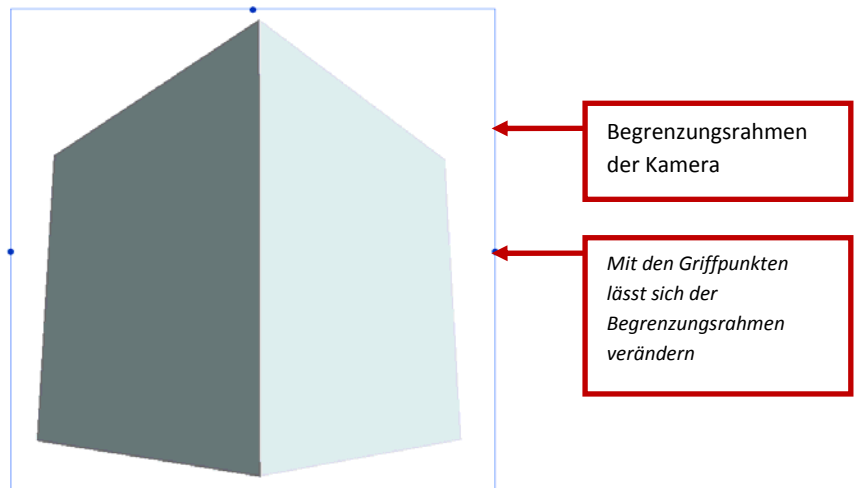 Begrenzungsrahmen
der Kamera
Mit den Griffpunkten
lässt sich der
Begrenzungsrahmen
verändern